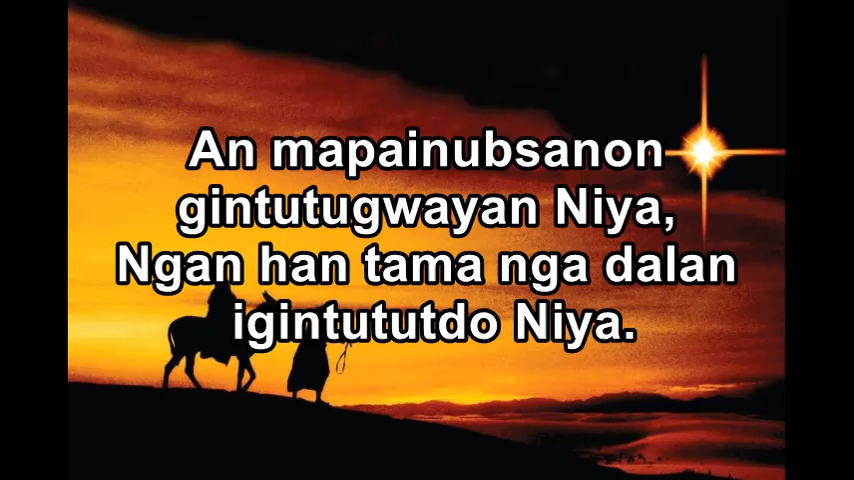 An mapainubsanon
gintutugwayan Niya,
Ngan han tama nga dalan
igintututdo Niya.